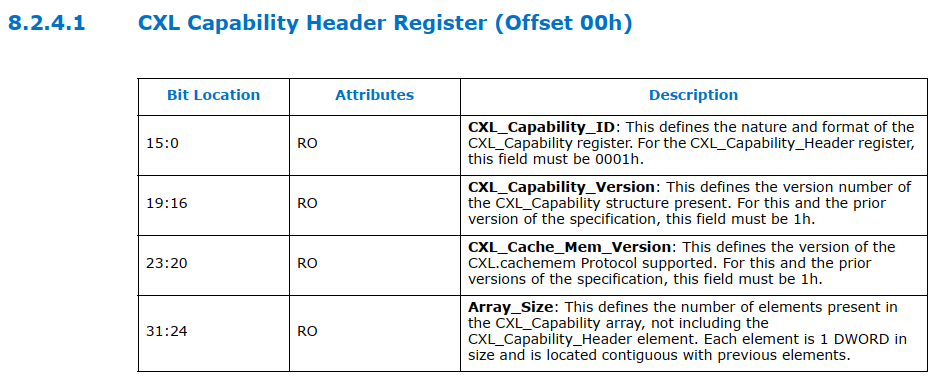 8.2.4.1 CXL Capability Header Register (Offset 00h)
Bit Location Attributes Description
15:0 RO CXL_Capability_ID: This defines the nature and format of the
CXL_Capability register. For the CXL_Capability_Header register,
this field must be 0001h.
19:16 RO CXL_Capability_Version: This defines the version number of
the CXL_Capability structure present. For this and the prior
version of the specification, this field must be 1h.
23:20 RO CXL_Cache_Mem_Version: This defines the version of the
CXL.cachemem Protocol supported. For this and the prior
versions of the specification, this field must be 1h.
31:24 RO Array_Size: This defines the number of elements present in
the CXL_Capability array, not including the
CXL_Capability_Header element. Each element is 1 DWORD in
size and is located contiguous with previous elements.